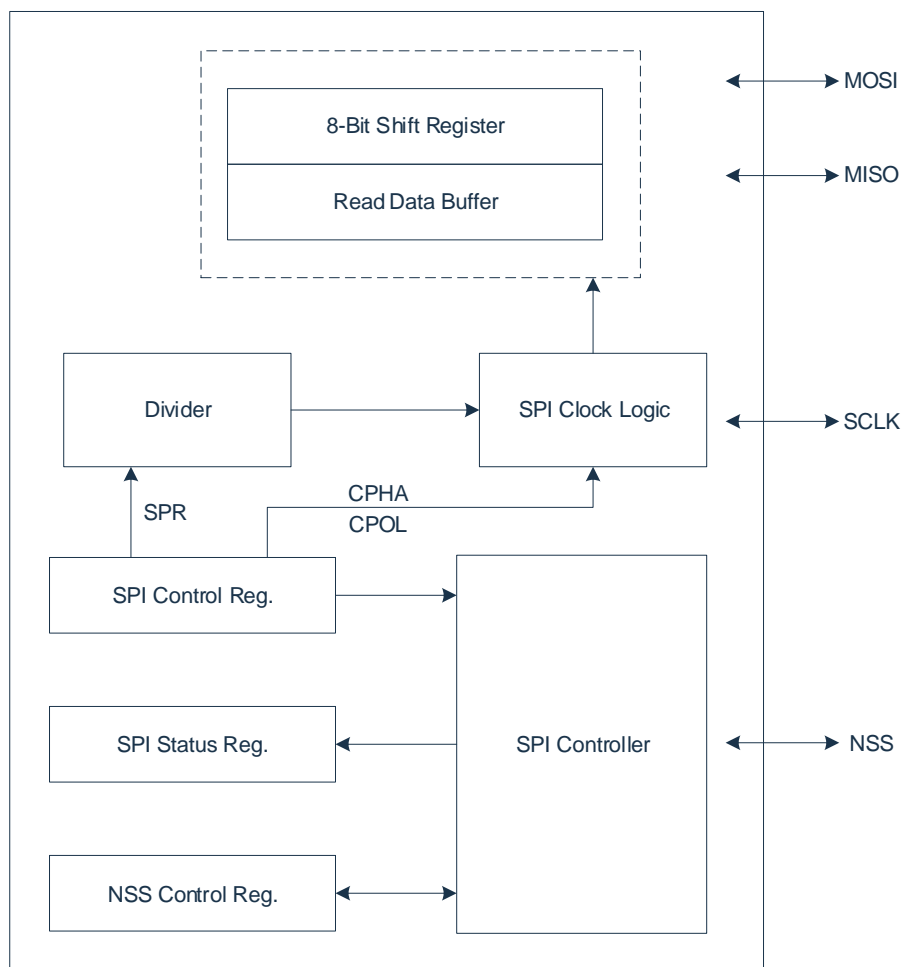 8-Bit Shift Register
MOSI
Read Data Buffer
MISO
Divider
SPI Clock Logic
SCLK
SPR
CPHA
CPOL
SPI Control Reg.
SPI Status Reg.
SPI Controller
NSS
NSS Control Reg.